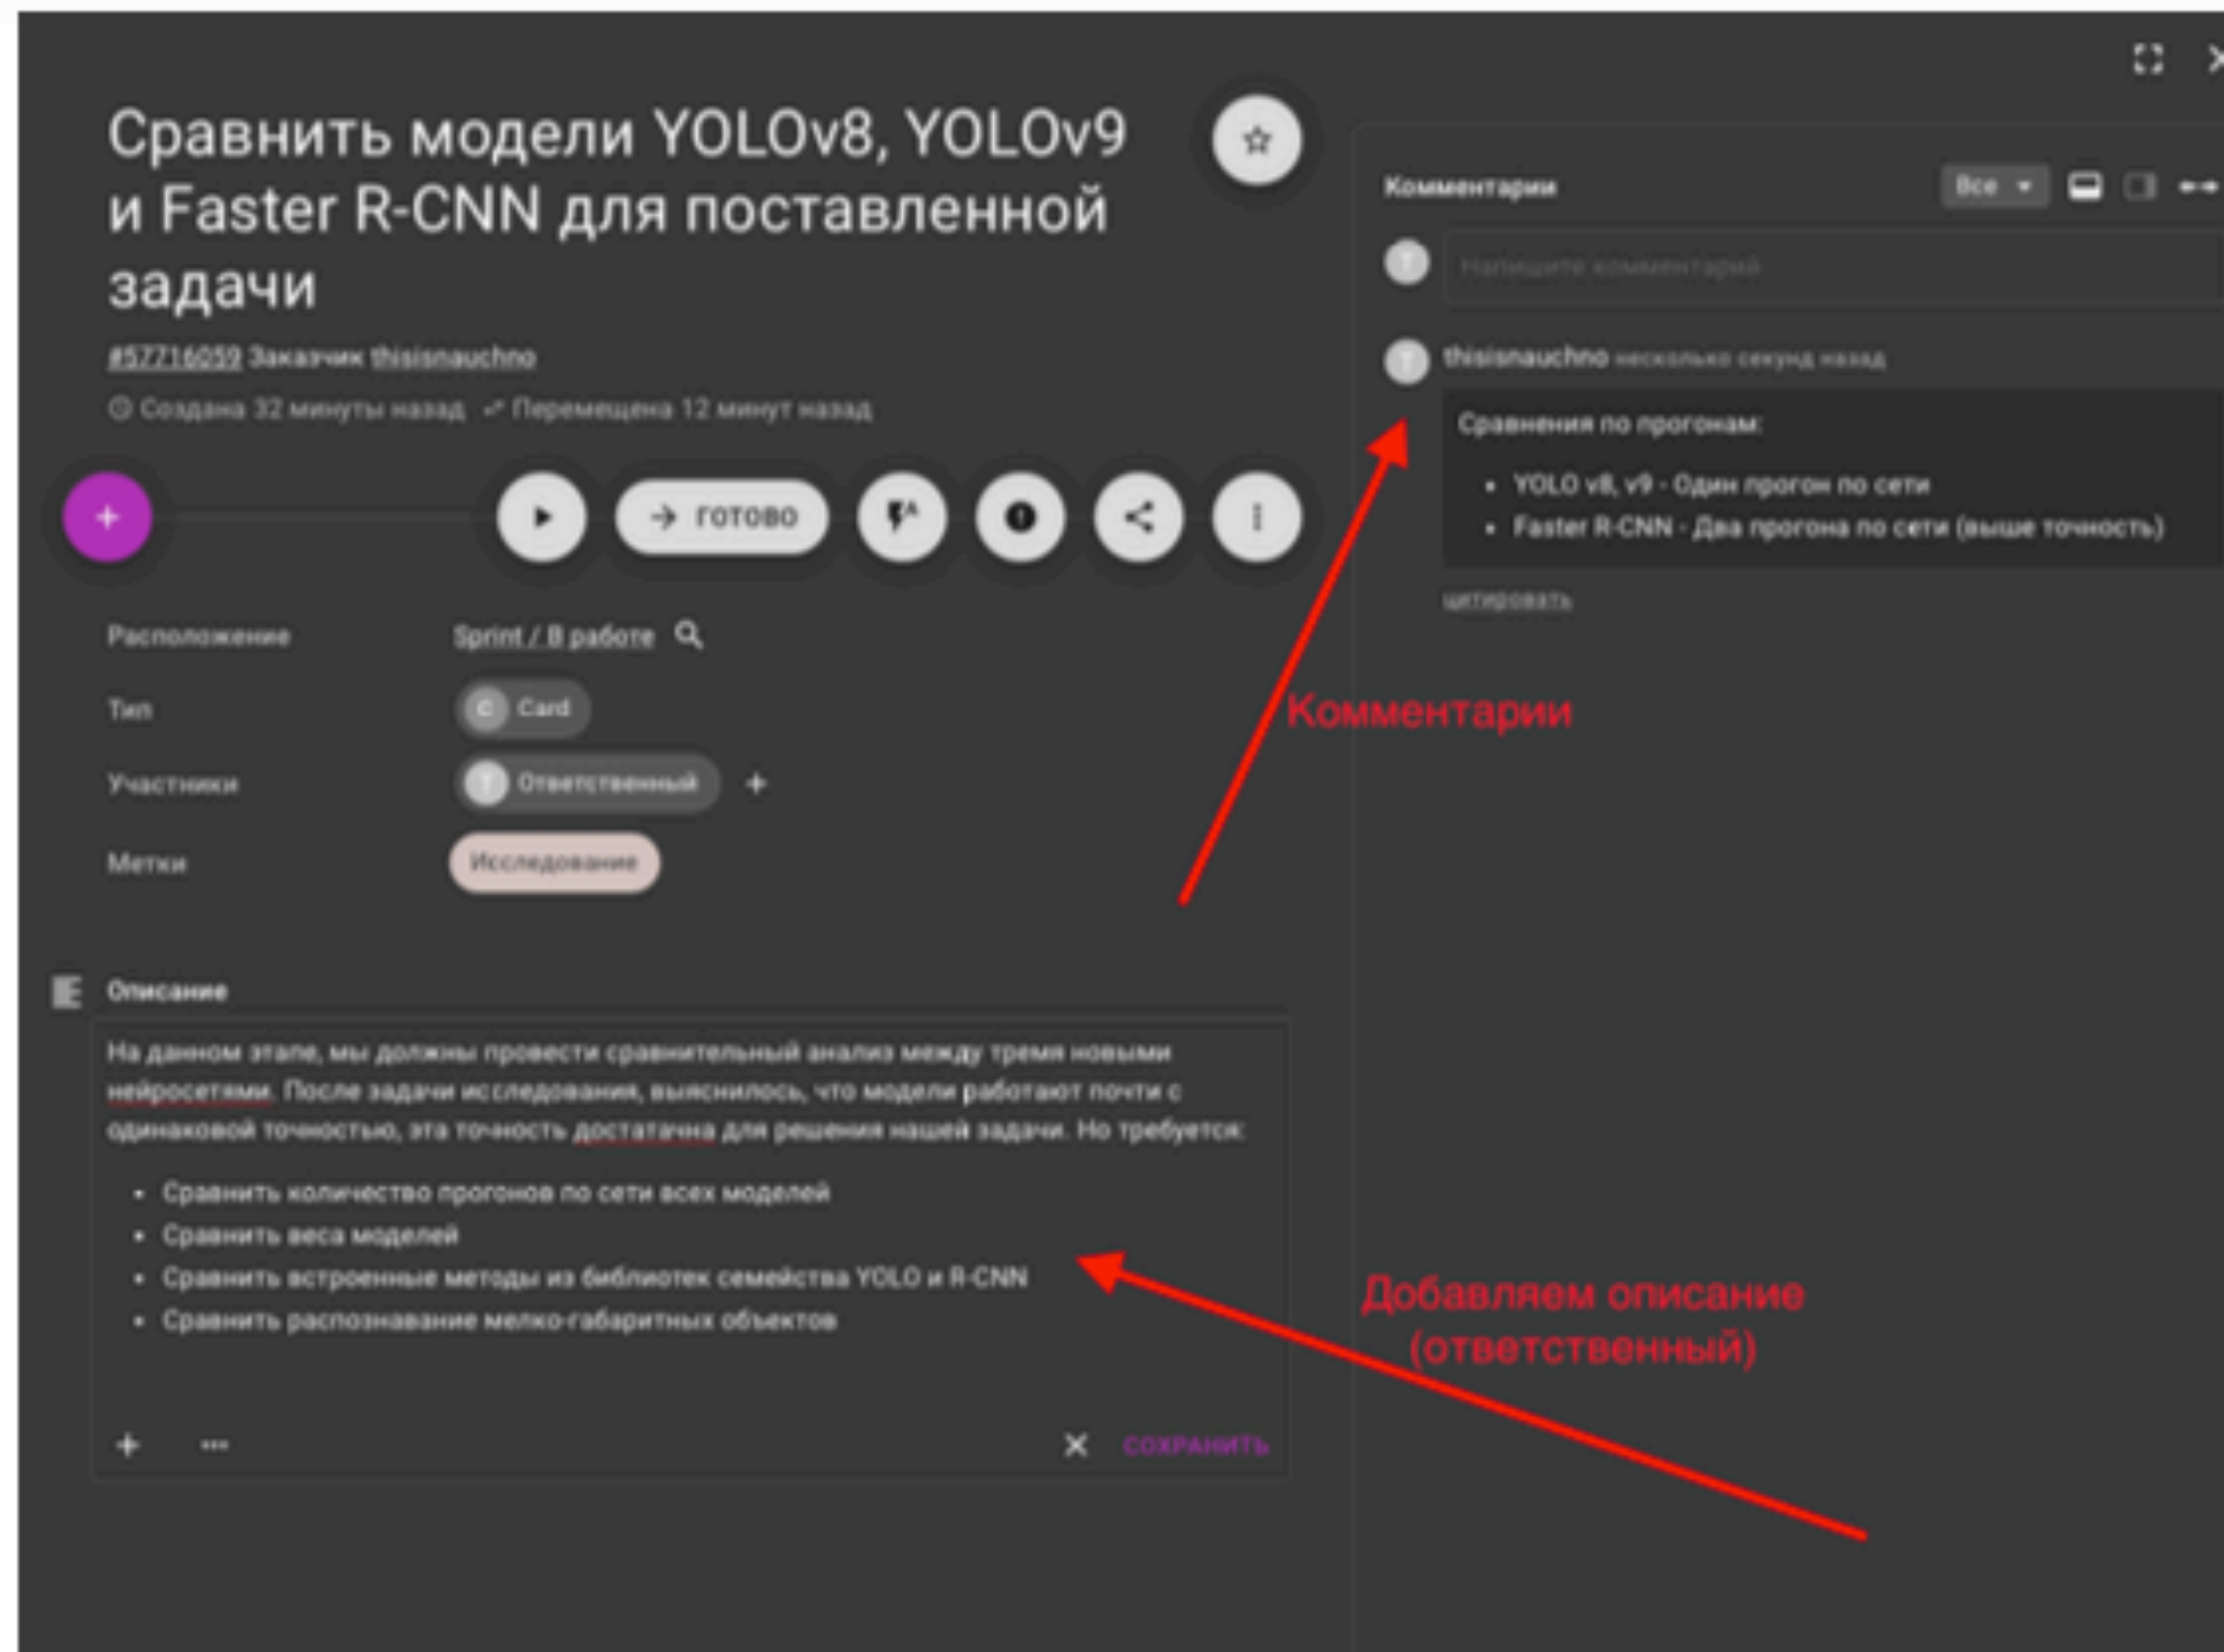 Сравнить модели YOLOv8, YOLOv9
и Faster R-CNN для поставленной
задачи
#57716059 Заказчик thisisnauchno
Создана 32 минуты назад Перемещена 12 минут назад
ГОТОВО
Расположение Sprint / В работе
Тип C Card
Участники T Ответственный +
Метки Исследование
Описание
На данном этапе, мы должны провести сравнительный анализ между тремя новыми
нейросетями. После задачи исследования, выяснилось, что модели работают почти с
одинаковой точностью, эта точность достатачна для решения нашей задачи. Но требуется:
• Сравнить количество прогонов по сети всех моделей
• Сравнить веса моделей
• Сравнить встроенные методы из библиотек семейства YOLO и R-CNN
• Сравнить распознавание мелко-габаритных объектов
СОХРАНИТЬ
Комментарии
Все
Напишите комментарий
thisisnauchno несколько секунд назад
Сравнения по прогонам:
• YOLO v8, v9 - Один прогон по сети
• Faster R-CNN - Два прогона по сети (выше точность)
цитировать
Комментарии
Добавляем описание
(ответственный)